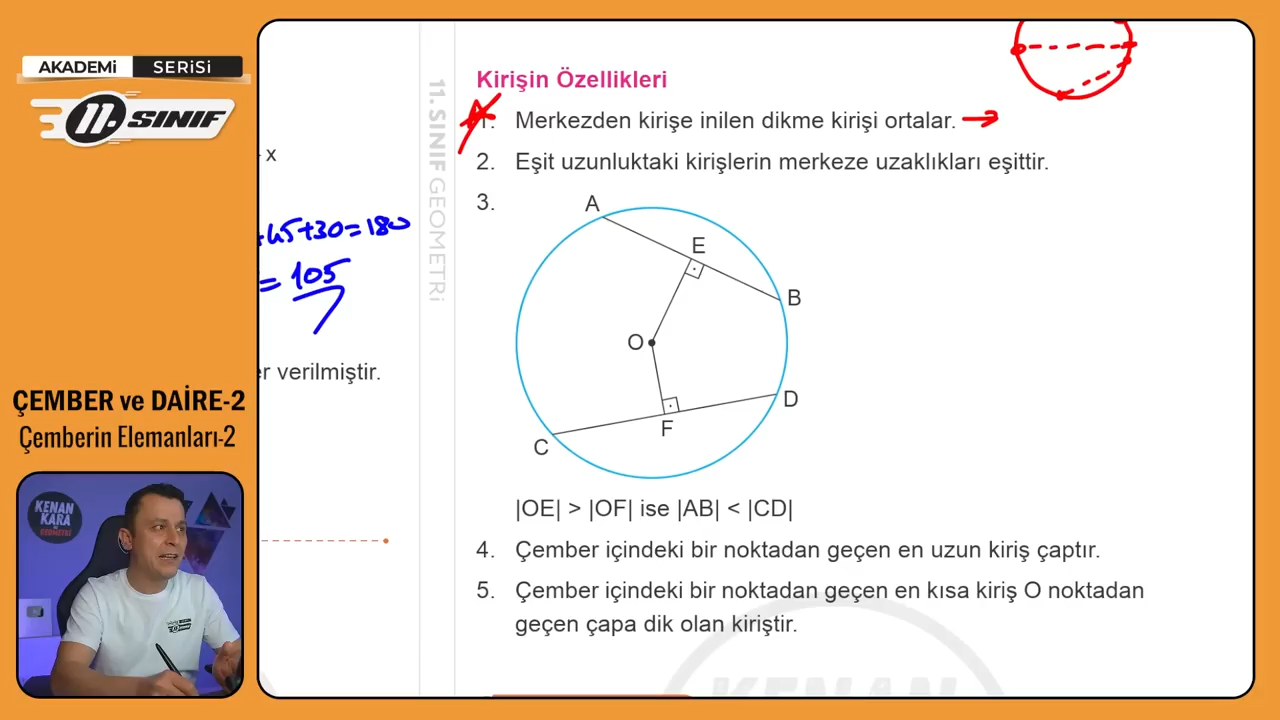 AKADEMİ SERİSİ
11. SINIF
ÇEMBER ve DAİRE-2
Çemberin Elemanları-2
KENAN
KARA
GEOMETRİ
x
+45+30=180
= 105
er verilmiştir.
11. SINIF GEOMETRİ
Kirişin Özellikleri
1. Merkezden kirişe inilen dikme kirişi ortalar.
2. Eşit uzunluktaki kirişlerin merkeze uzaklıkları eşittir.
3.
A
E
B
O
D
F
C
|OE| > |OF| ise |AB| < |CD|
4. Çember içindeki bir noktadan geçen en uzun kiriş çaptır.
5. Çember içindeki bir noktadan geçen en kısa kiriş O noktadan
geçen çapa dik olan kiriştir.
KENAN